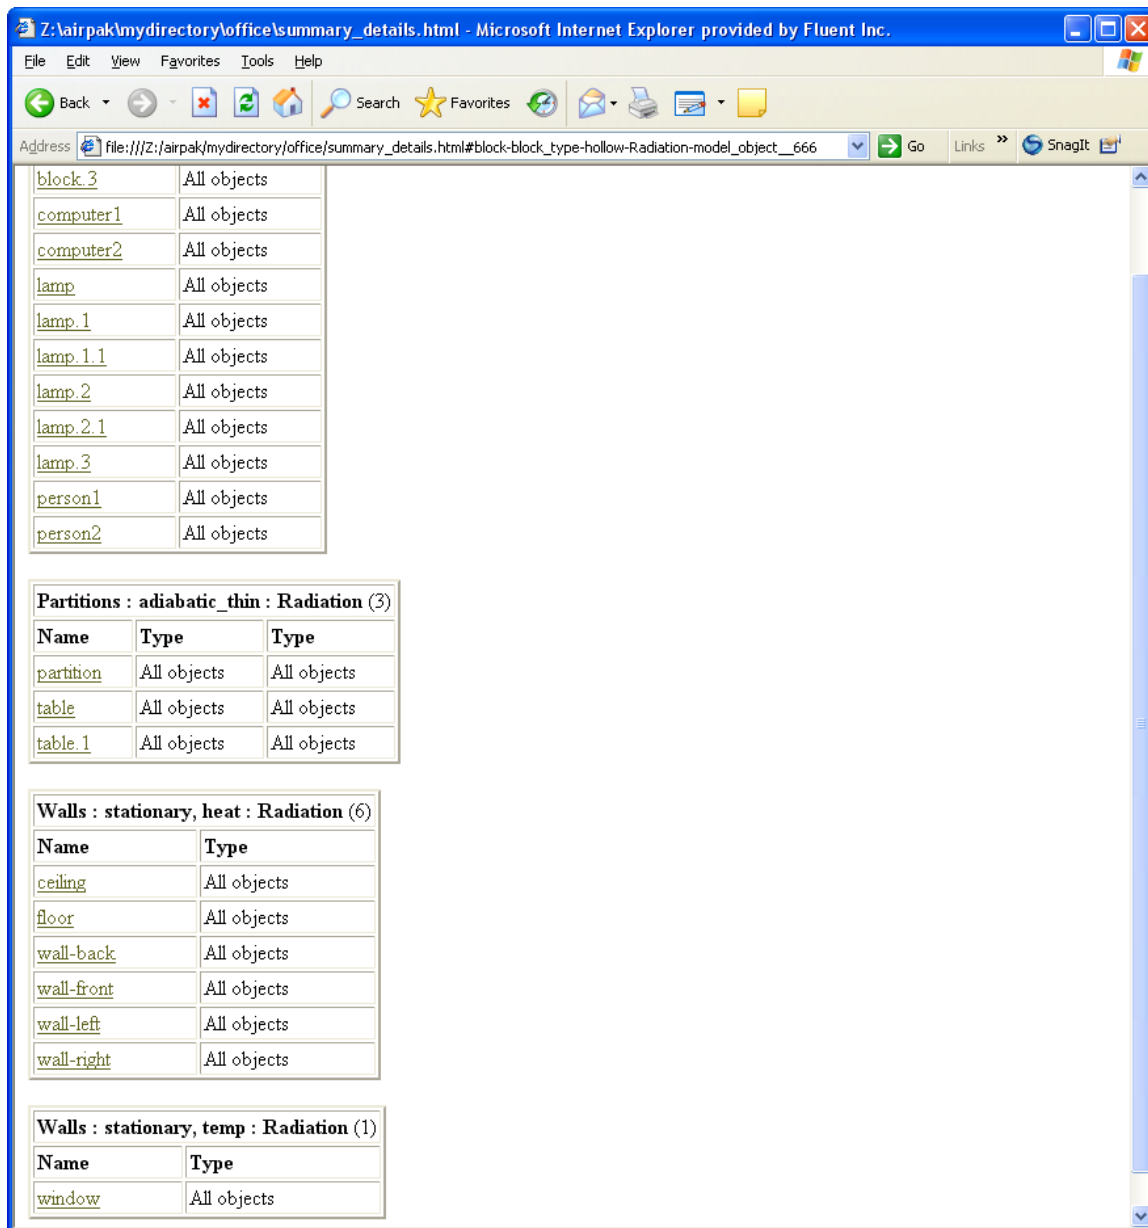 Z:\airpak\mydirectory\office\summary_details.html - Microsoft Internet Explorer provided by Fluent Inc.
File Edit View Favorites Tools Help
Back Search Favorites
Address file:///Z:/airpak/mydirectory/office/summary_details.html#block-block_type-hollow-Radiation-model_object__666 Go Links » SnagIt
block.3 All objects
computer1 All objects
computer2 All objects
lamp All objects
lamp.1 All objects
lamp.1.1 All objects
lamp.2 All objects
lamp.2.1 All objects
lamp.3 All objects
person1 All objects
person2 All objects
Partitions : adiabatic_thin : Radiation (3)
Name Type Type
partition All objects All objects
table All objects All objects
table.1 All objects All objects
Walls : stationary, heat : Radiation (6)
Name Type
ceiling All objects
floor All objects
wall-back All objects
wall-front All objects
wall-left All objects
wall-right All objects
Walls : stationary, temp : Radiation (1)
Name Type
window All objects